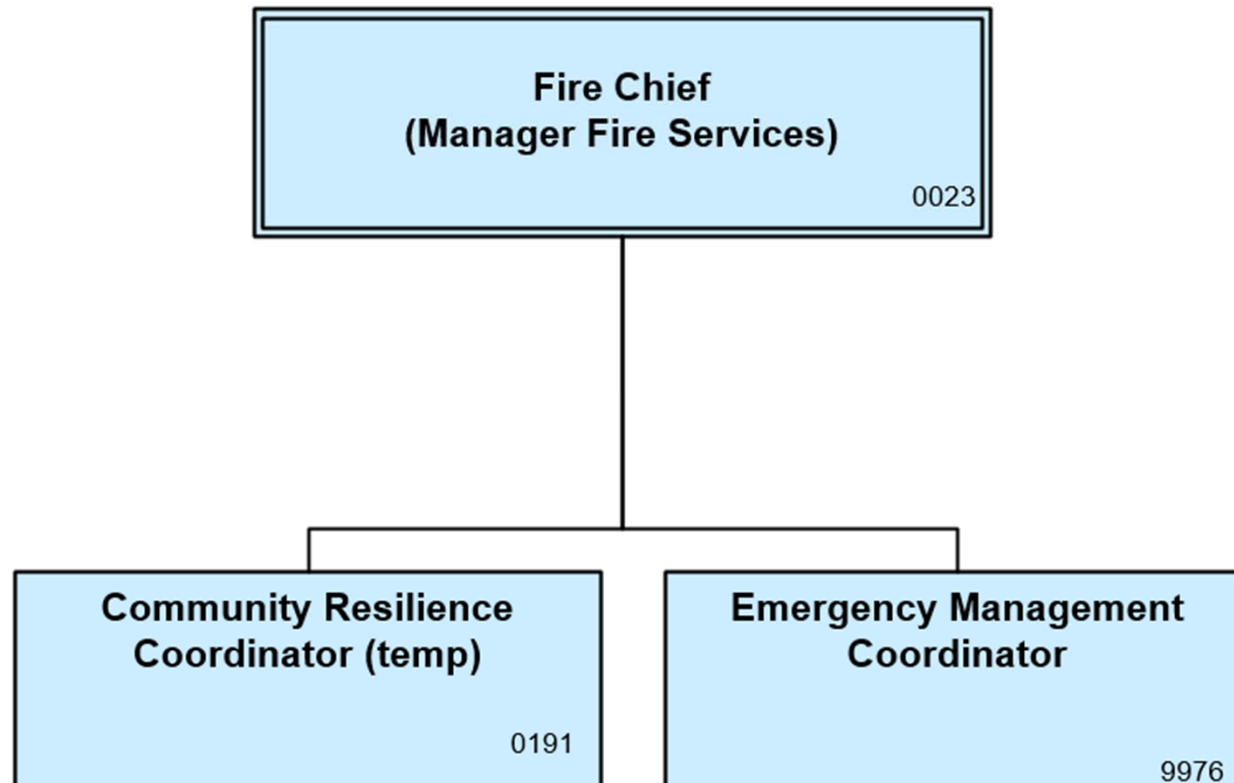 Fire Chief
(Manager Fire Services)
0023
Community Resilience
Coordinator (temp)
0191
Emergency Management
Coordinator
9976